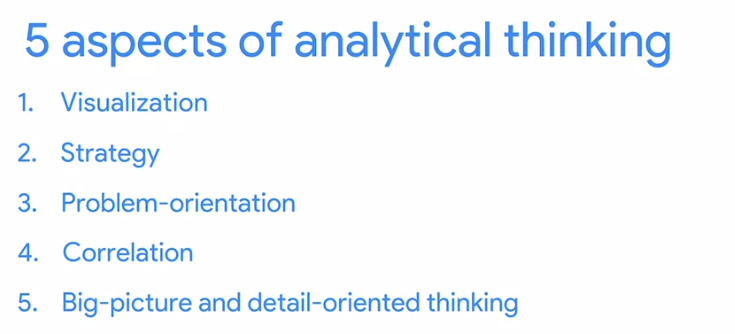 5 aspects of analytical thinking
1. Visualization
2. Strategy
3. Problem-orientation
4. Correlation
5. Big-picture and detail-oriented thinking